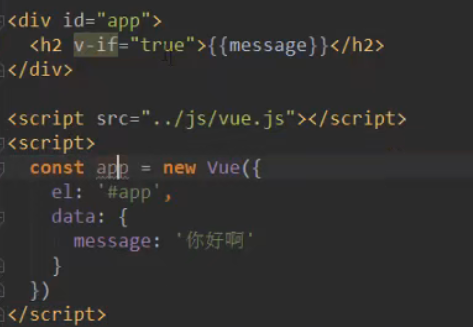 <div id="app">
<h2 v-if="true">{{message}}</h2>
</div>
<script src="../js/vue.js"></script>
<script>
const app = new Vue({
el: '#app',
data: {
message: '你好啊'
}
})
</script>